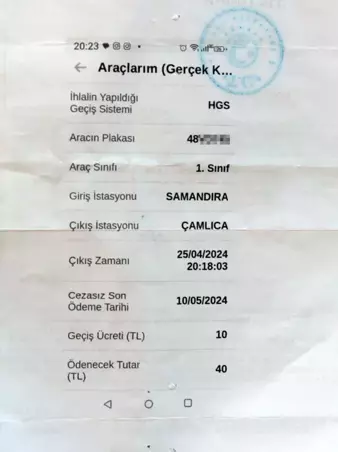 20:23
← Araçlarım (Gerçek K...
İhlalin Yapıldığı
Geçiş Sistemi
HGS
Aracın Plakası
48
Araç Sınıfı
1. Sınıf
Giriş İstasyonu
SAMANDIRA
Çıkış İstasyonu
ÇAMLICA
Çıkış Zamanı
25/04/2024
20:18:03
Cezasız Son
Ödeme Tarihi
10/05/2024
Geçiş Ücreti (TL)
10
Ödenecek Tutar
(TL)
40